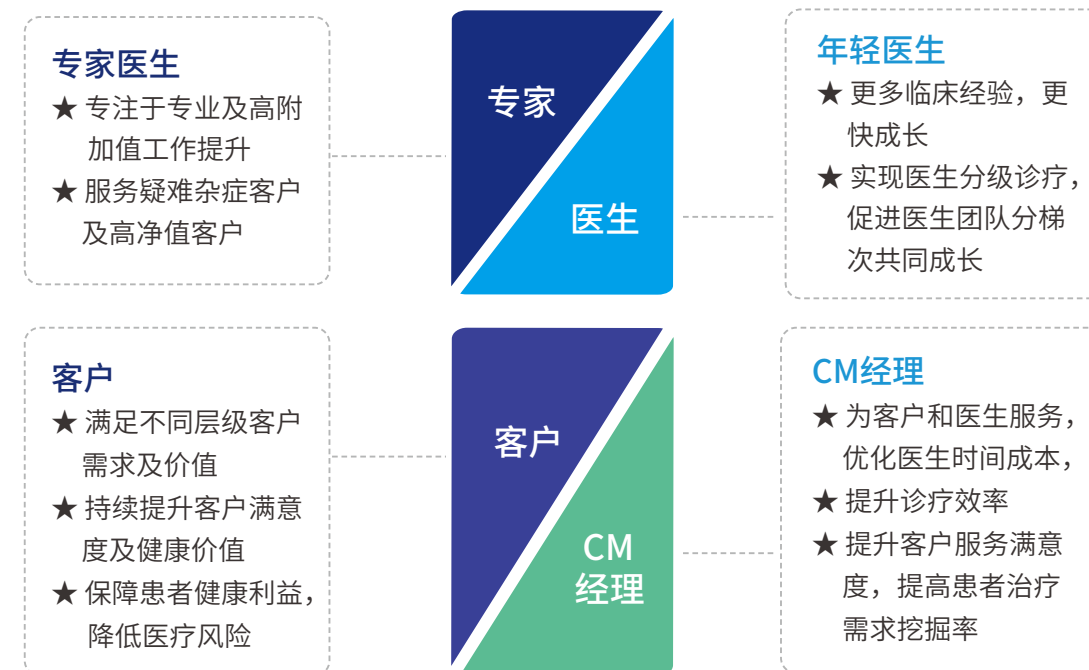 专家医生
★ 专注于专业及高附
加值工作提升
★ 服务疑难杂症客户
及高净值客户
专家
医生
年轻医生
★ 更多临床经验，更
快成长
★ 实现医生分级诊疗，
促进医生团队分梯
次共同成长
客户
★ 满足不同层级客户
需求及价值
★ 持续提升客户满意
度及健康价值
★ 保障患者健康利益，
降低医疗风险
客户
CM
经理
CM经理
★ 为客户和医生服务，
优化医生时间成本，
★ 提升诊疗效率
★ 提升客户服务满意
度，提高患者治疗
需求挖掘率